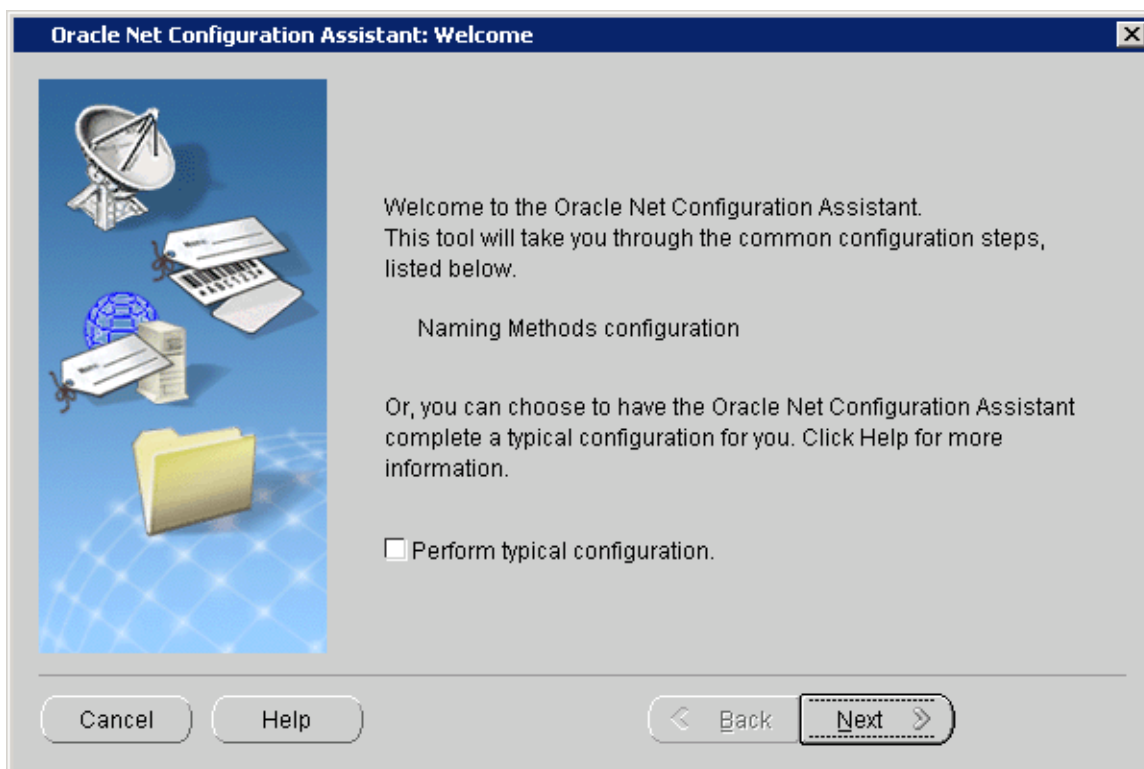 Oracle Net Configuration Assistant: Welcome
Welcome to the Oracle Net Configuration Assistant.
This tool will take you through the common configuration steps,
listed below.
Naming Methods configuration
Or, you can choose to have the Oracle Net Configuration Assistant
complete a typical configuration for you. Click Help for more
information.
Perform typical configuration.
Cancel
Help
Back
Next